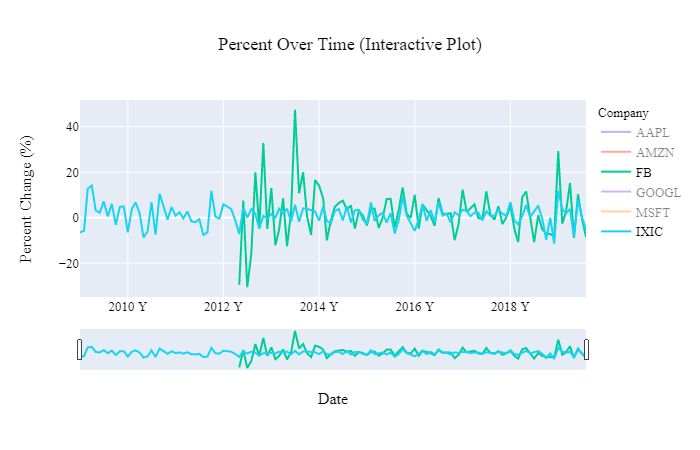 Percent Over Time (Interactive Plot)
Company
AAPL
AMZN
FB
GOOGL
MSFT
IXIC
Percent Change (%)
40
20
0
−20
2010 Y 2012 Y 2014 Y 2016 Y 2018 Y
Date